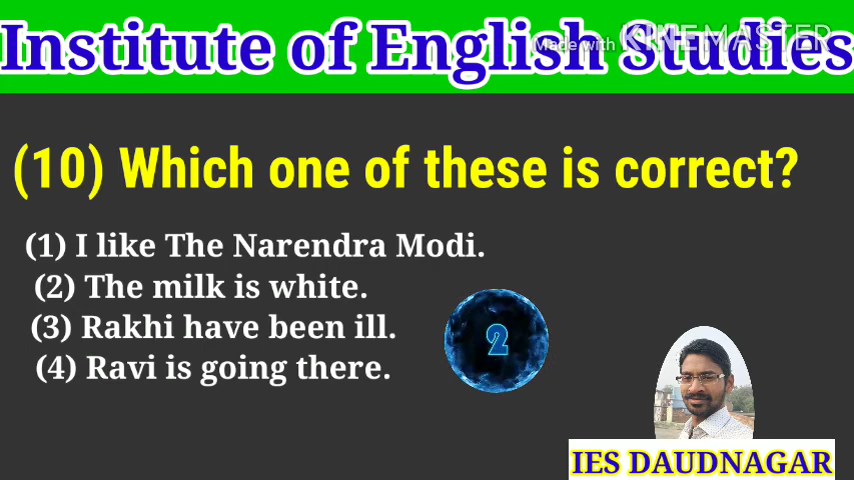 Institute of English Studies
Made with KINEMASTER
(10) Which one of these is correct?
(1) I like The Narendra Modi.
(2) The milk is white.
(3) Rakhi have been ill.
2
(4) Ravi is going there.
IES DAUDNAGAR